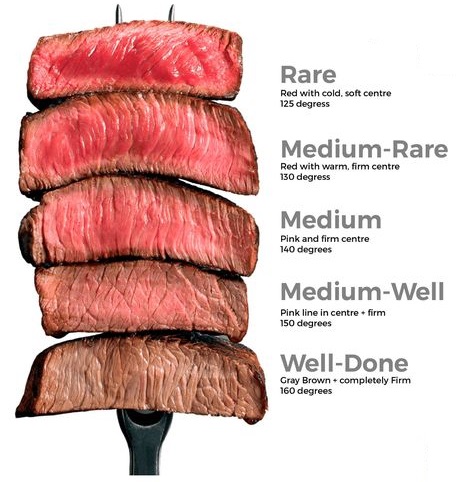 Rare
Red with cold, soft centre
125 degress
Medium-Rare
Red with warm, firm centre
130 degress
Medium
Pink and firm centre
140 degrees
Medium-Well
Pink line in centre + firm
150 degrees
Well-Done
Gray Brown + completely Firm
160 degrees